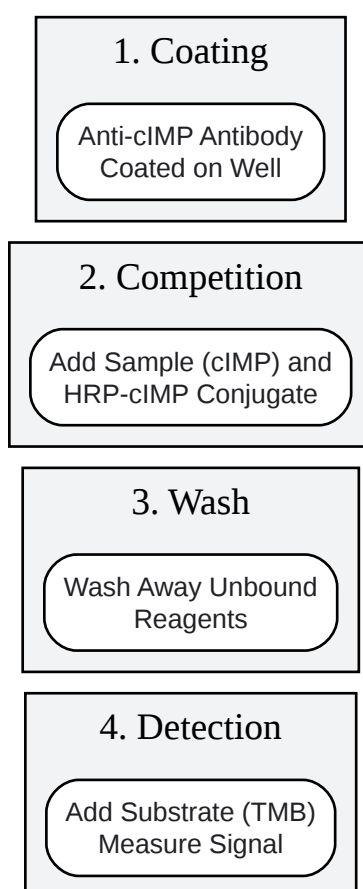 1. Coating
Anti-cIMP Antibody
Coated on Well
2. Competition
Add Sample (cIMP) and
HRP-cIMP Conjugate
3. Wash
Wash Away Unbound
Reagents
4. Detection
Add Substrate (TMB)
Measure Signal